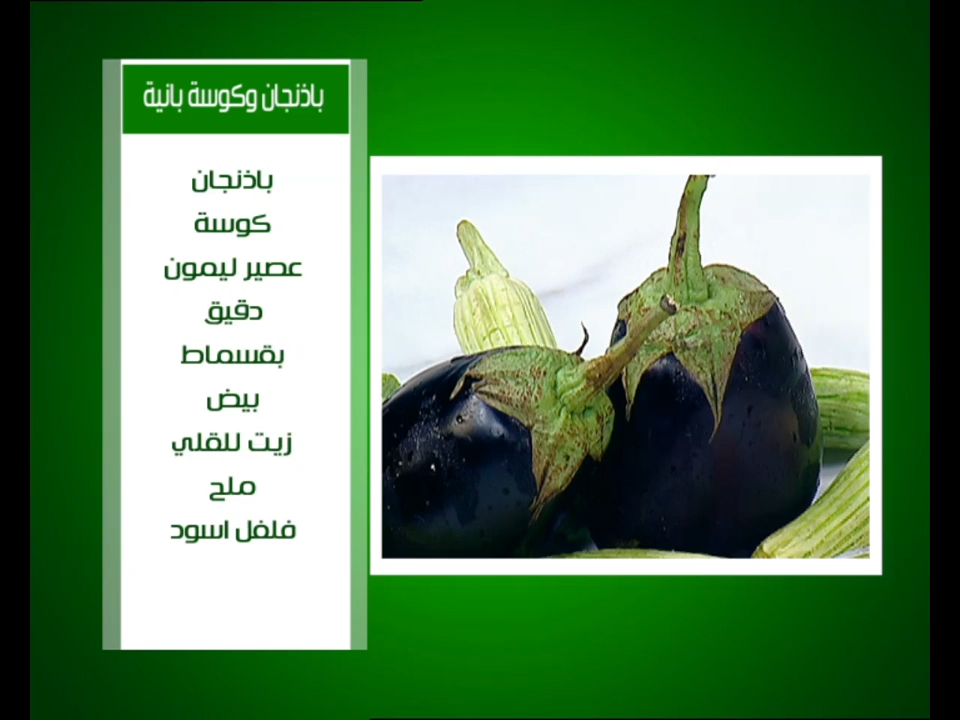 باذنجان وكوسة بانية
باذنجان
كوسة
عصير ليمون
دقيق
بقسماط
بيض
زيت للقلي
ملح
فلفل اسود